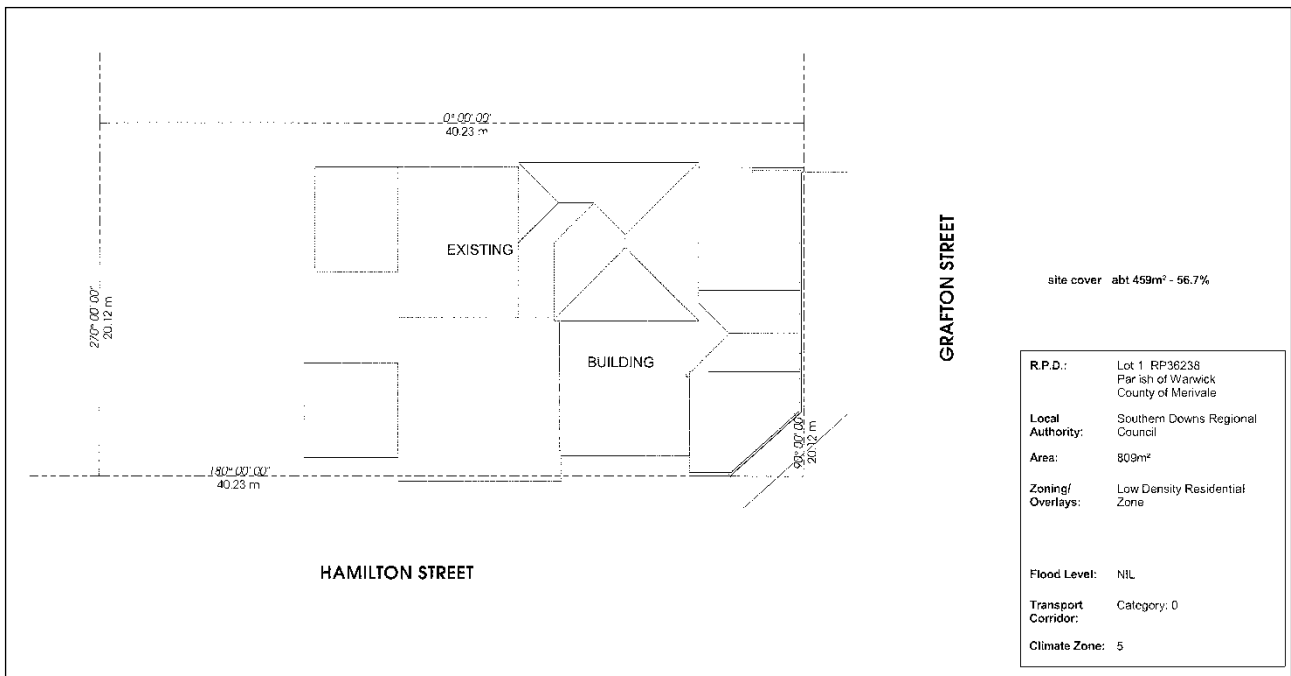 0° 00' 00'
40.23 m
EXISTING
270° 00' 00"
20.12 m
BUILDING
90° 00' 00"
20.12 m
180° 00' 00'
40.23 m
HAMILTON STREET
GRAFTON STREET
site cover abt 459m² - 56.7%
R.P.D.: Lot 1 RP36238
Parish of Warwick
County of Merivale
Local Authority: Southern Downs Regional Council
Area: 809m²
Zoning/ Overlays: Low Density Residential Zone
Flood Level: NIL
Transport Corridor: Category: 0
Climate Zone: 5